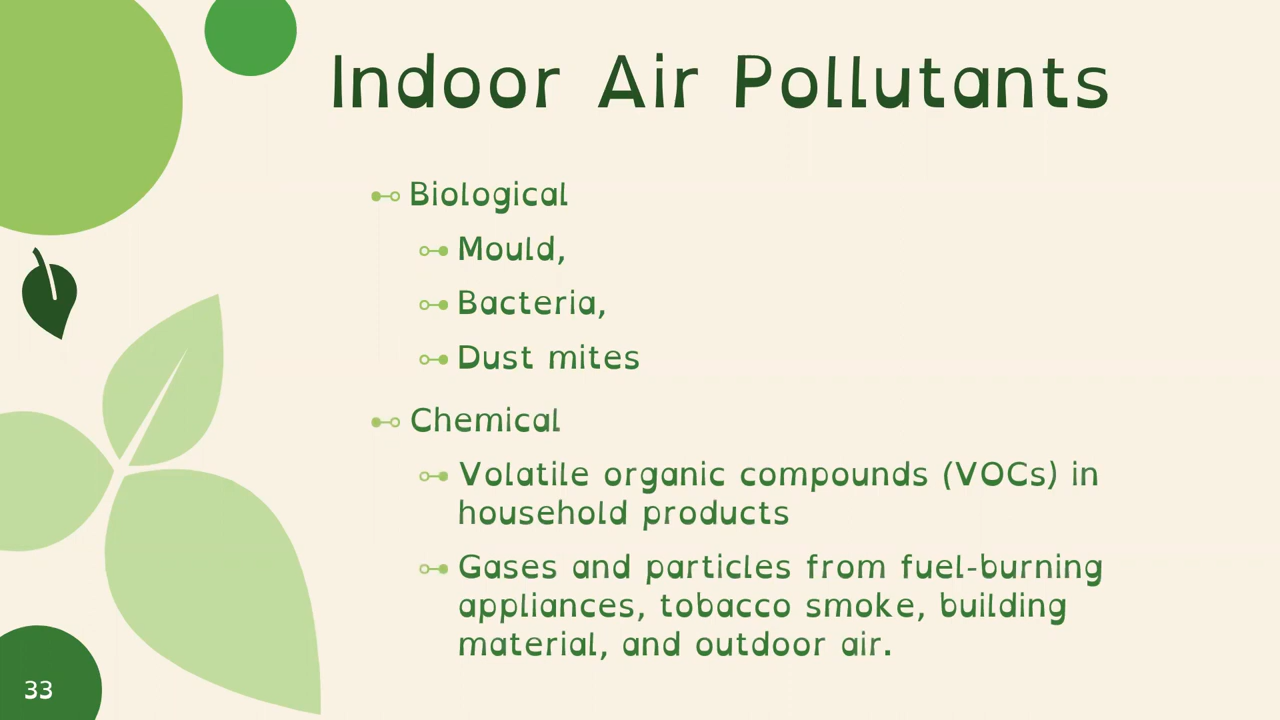 Indoor Air Pollutants
Biological
Mould,
Bacteria,
Dust mites
Chemical
Volatile organic compounds (VOCs) in
household products
Gases and particles from fuel-burning
appliances, tobacco smoke, building
material, and outdoor air.
33